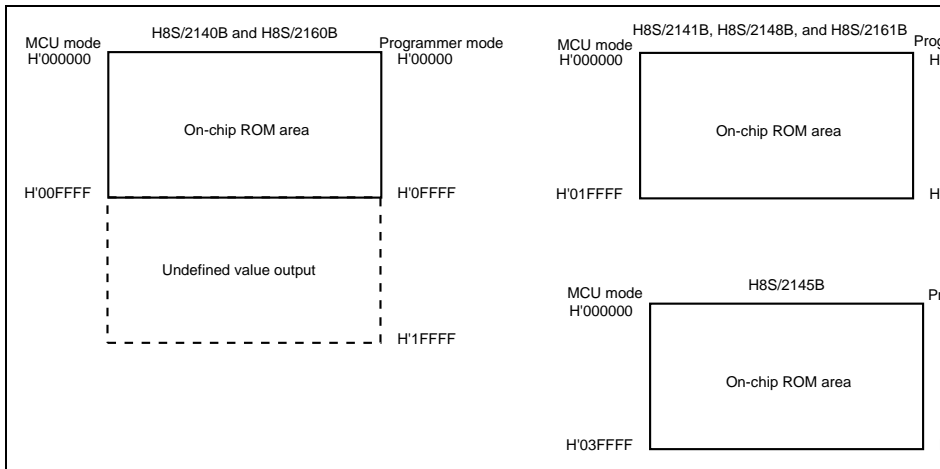 H8S/2140B and H8S/2160B
MCU mode
Programmer mode
H'000000
H'00000
On-chip ROM area
H'00FFFF
H'0FFFF
Undefined value output
H'1FFFF
H8S/2141B, H8S/2148B, and H8S/2161B
MCU mode
H'000000
On-chip ROM area
H'01FFFF
H8S/2145B
MCU mode
H'000000
On-chip ROM area
H'03FFFF